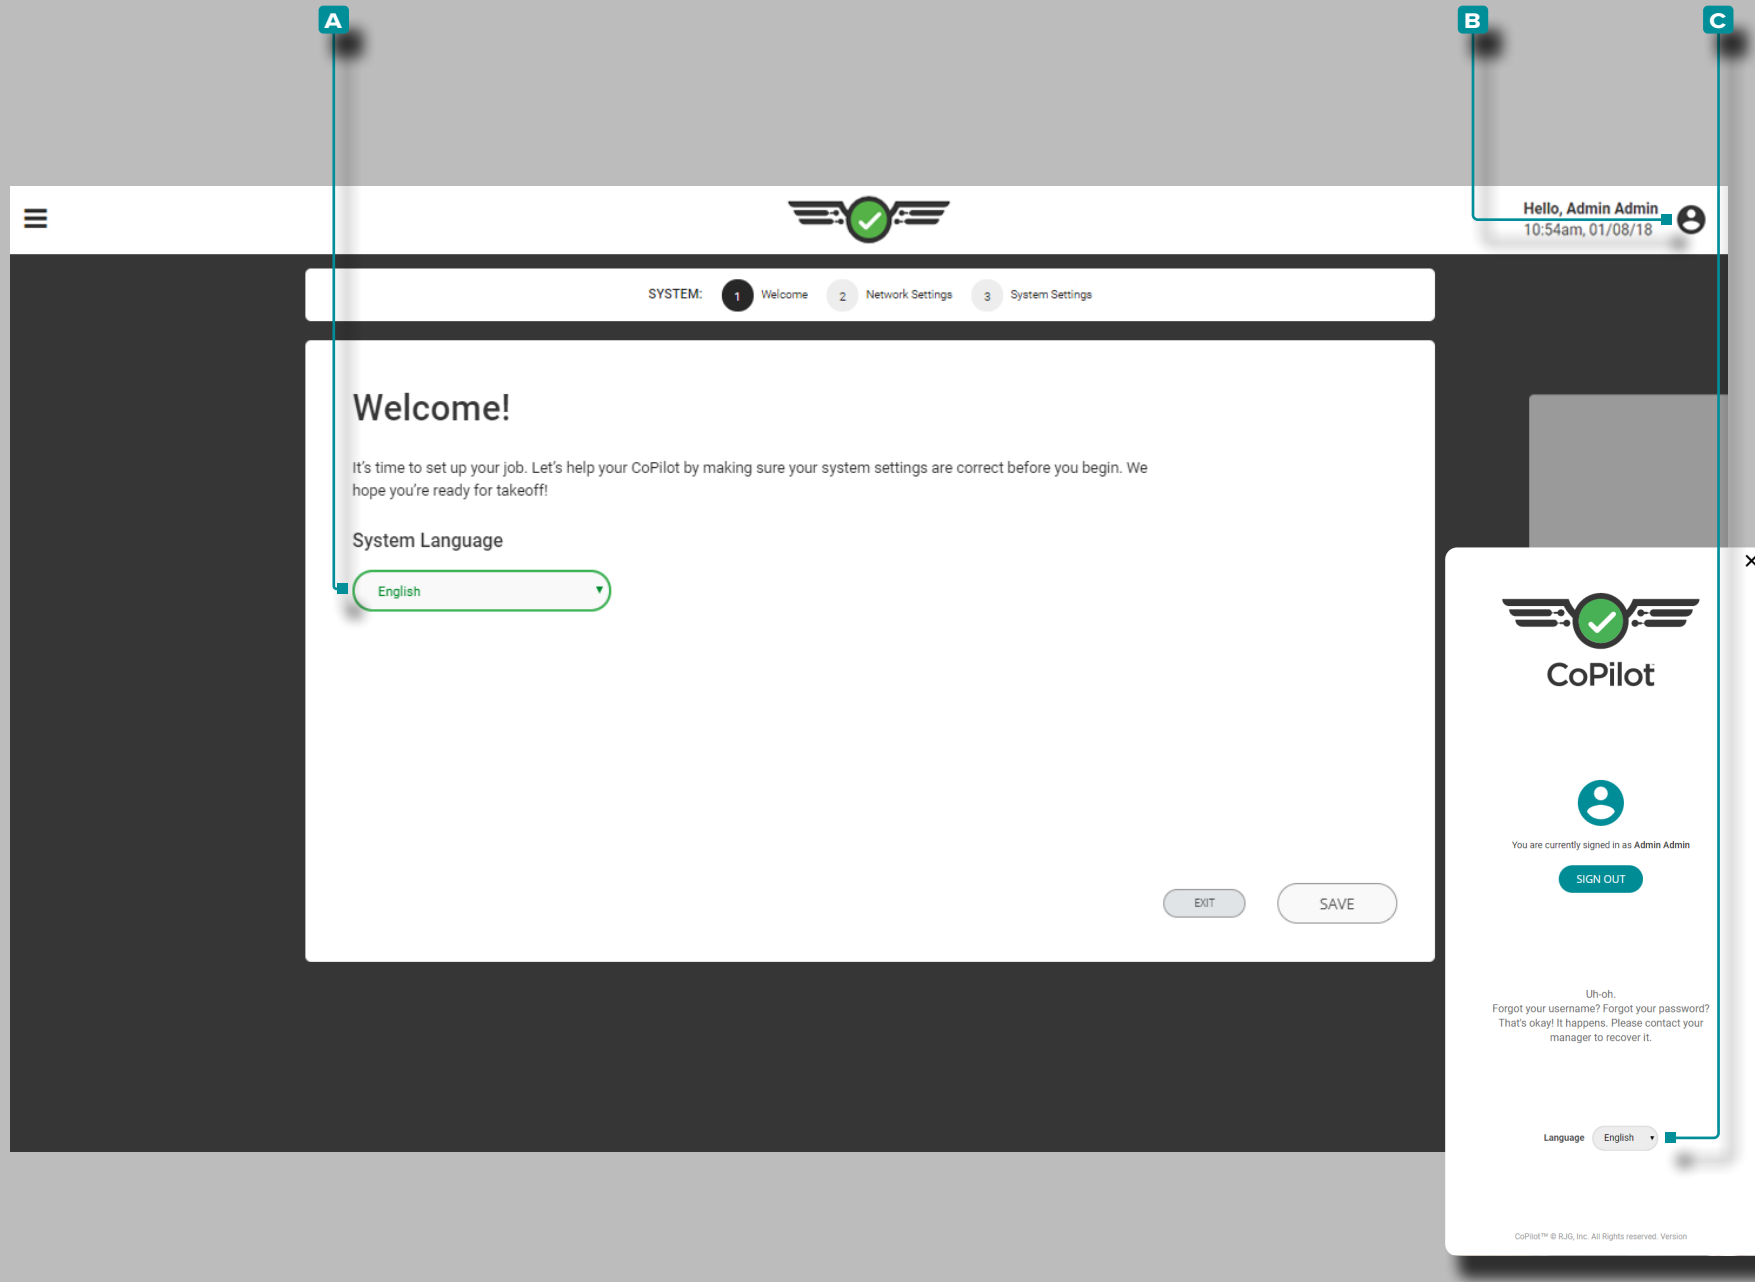 A
B
C
Hello, Admin Admin
10:54am, 01/08/18
SYSTEM: 1 Welcome 2 Network Settings 3 System Settings
Welcome!
It's time to set up your job. Let's help your CoPilot by making sure your system settings are correct before you begin. We
hope you're ready for takeoff!
System Language
English
EXIT
SAVE
CoPilot
You are currently signed in as Admin Admin
SIGN OUT
Uh-oh.
Forgot your username? Forgot your password?
That's okay! It happens. Please contact your
manager to recover it.
Language English
CoPilot™ © RJG, Inc. All Rights reserved. Version